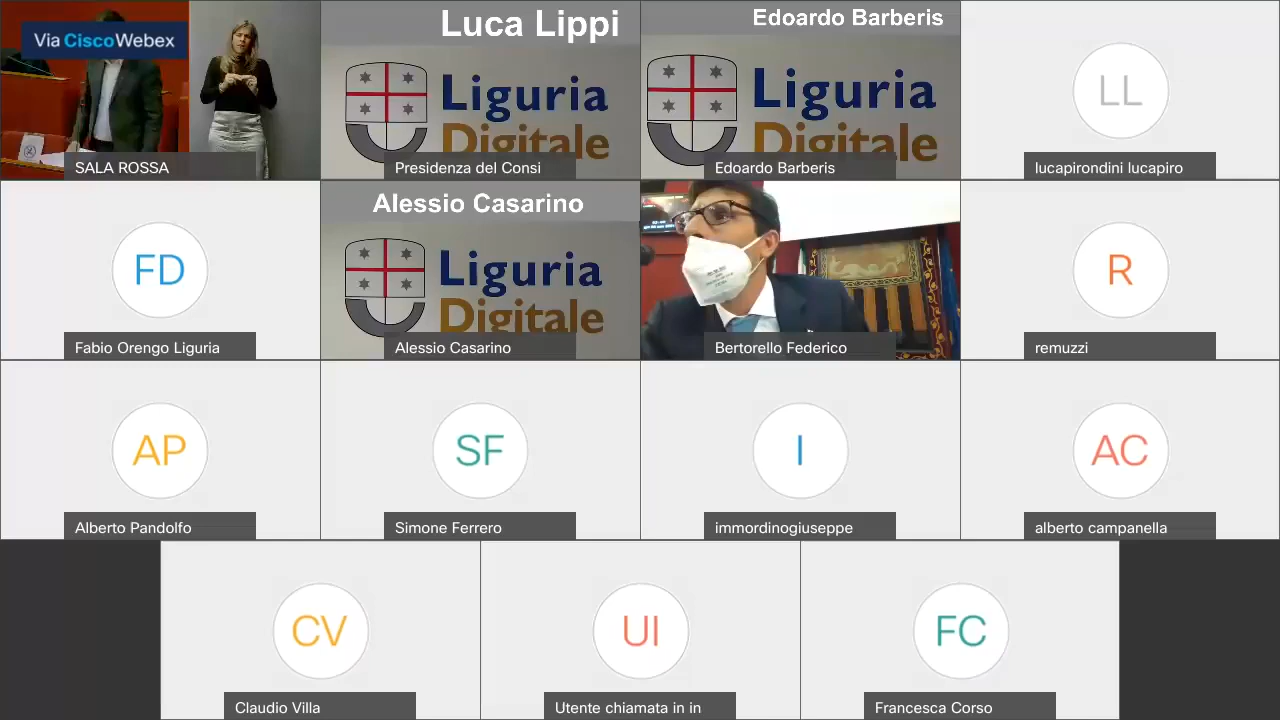 Via Cisco Webex
SALA ROSSA
Luca Lippi
Liguria
Digitale
Presidenza del Consi
Edoardo Barberis
Liguria
Digitale
Edoardo Barberis
LL
lucapirondini lucapiro
FD
Fabio Orengo Liguria
Alessio Casarino
Liguria
Digitale
Alessio Casarino
Bertorello Federico
R
remuzzi
AP
Alberto Pandolfo
SF
Simone Ferrero
I
immordinogiuseppe
AC
alberto campanella
CV
Claudio Villa
UI
Utente chiamata in in
FC
Francesca Corso